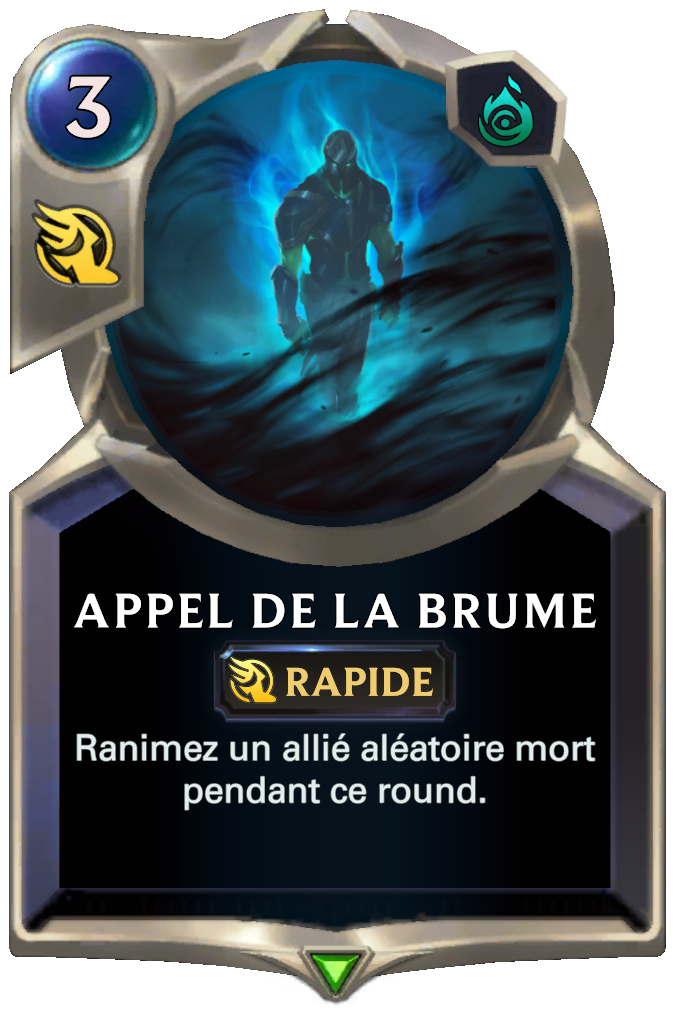 3
APPEL DE LA BRUME
RAPIDE
Ranimez un allié aléatoire mort
pendant ce round.